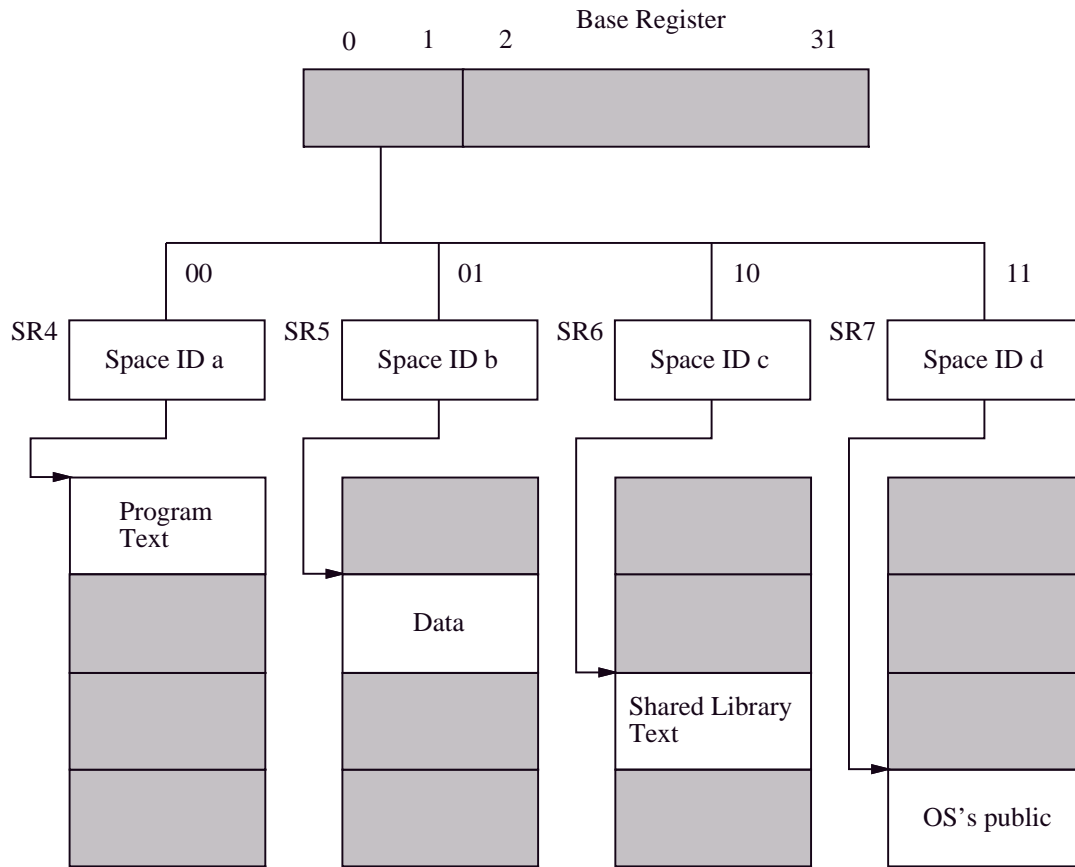 Base Register
0 1 2 31
00 01 10 11
SR4 SR5 SR6 SR7
Space ID a Space ID b Space ID c Space ID d
Program
Text
Data
Shared Library
Text
OS’s public